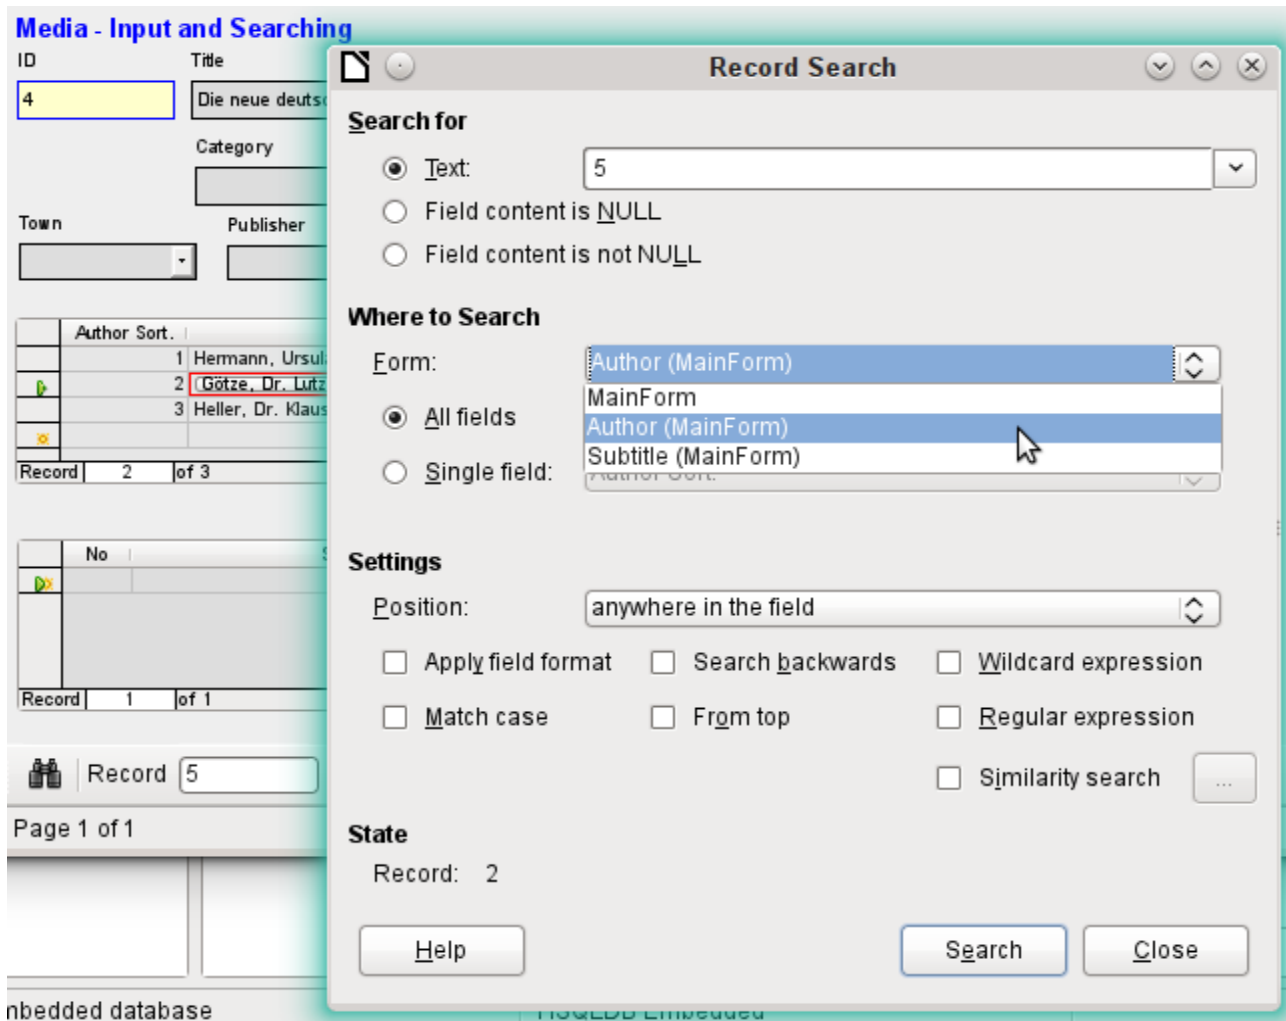 Media - Input and Searching
ID Title
4 Die neue deuts
Category
Town Publisher
Author Sort.
1 Hermann, Ursul
2 Götze, Dr. Lutz
3 Heller, Dr. Klaus
Record 2 of 3
No
Record 1 of 1
Record 5
Page 1 of 1
mbedded database
HSQLDB Embedded
Record Search
Search for
Text: 5
Field content is NULL
Field content is not NULL
Where to Search
Form: Author (MainForm)
MainForm
Author (MainForm)
Subtitle (MainForm)
All fields
Single field: Author Sort.
Settings
Position: anywhere in the field
Apply field format Search backwards Wildcard expression
Match case From top Regular expression
Similarity search ...
State
Record: 2
Help Search Close